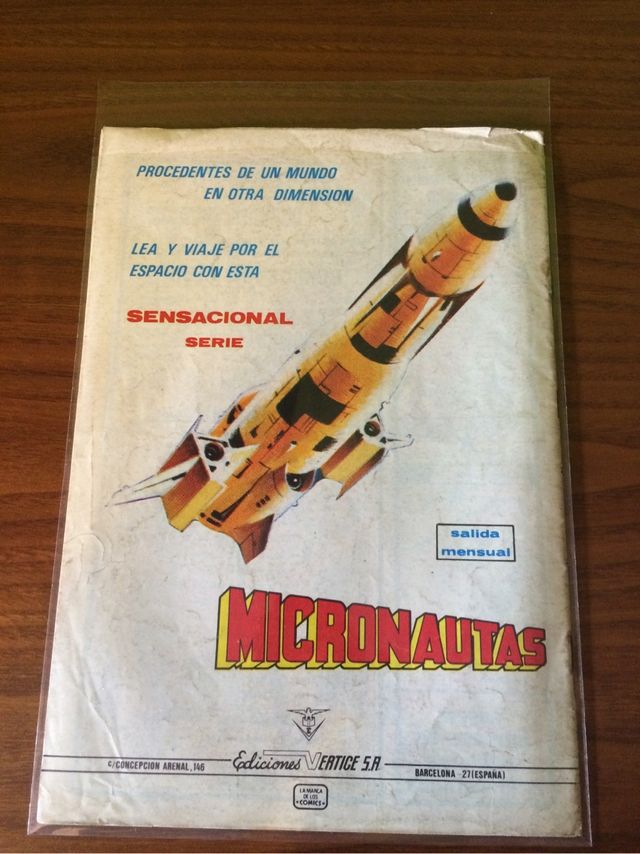 PROCEDENTES DE UN MUNDO
EN OTRA DIMENSION
LEA Y VIAJE POR EL
ESPACIO CON ESTA
SENSACIONAL
SERIE
salida
mensual
MICRONAUTAS
c/CONCEPCION ARENAL, 146
Ediciones VERTICE S.A.
BARCELONA - 27 (ESPAÑA)
LA MARCA
DE LOS
•COMICS•